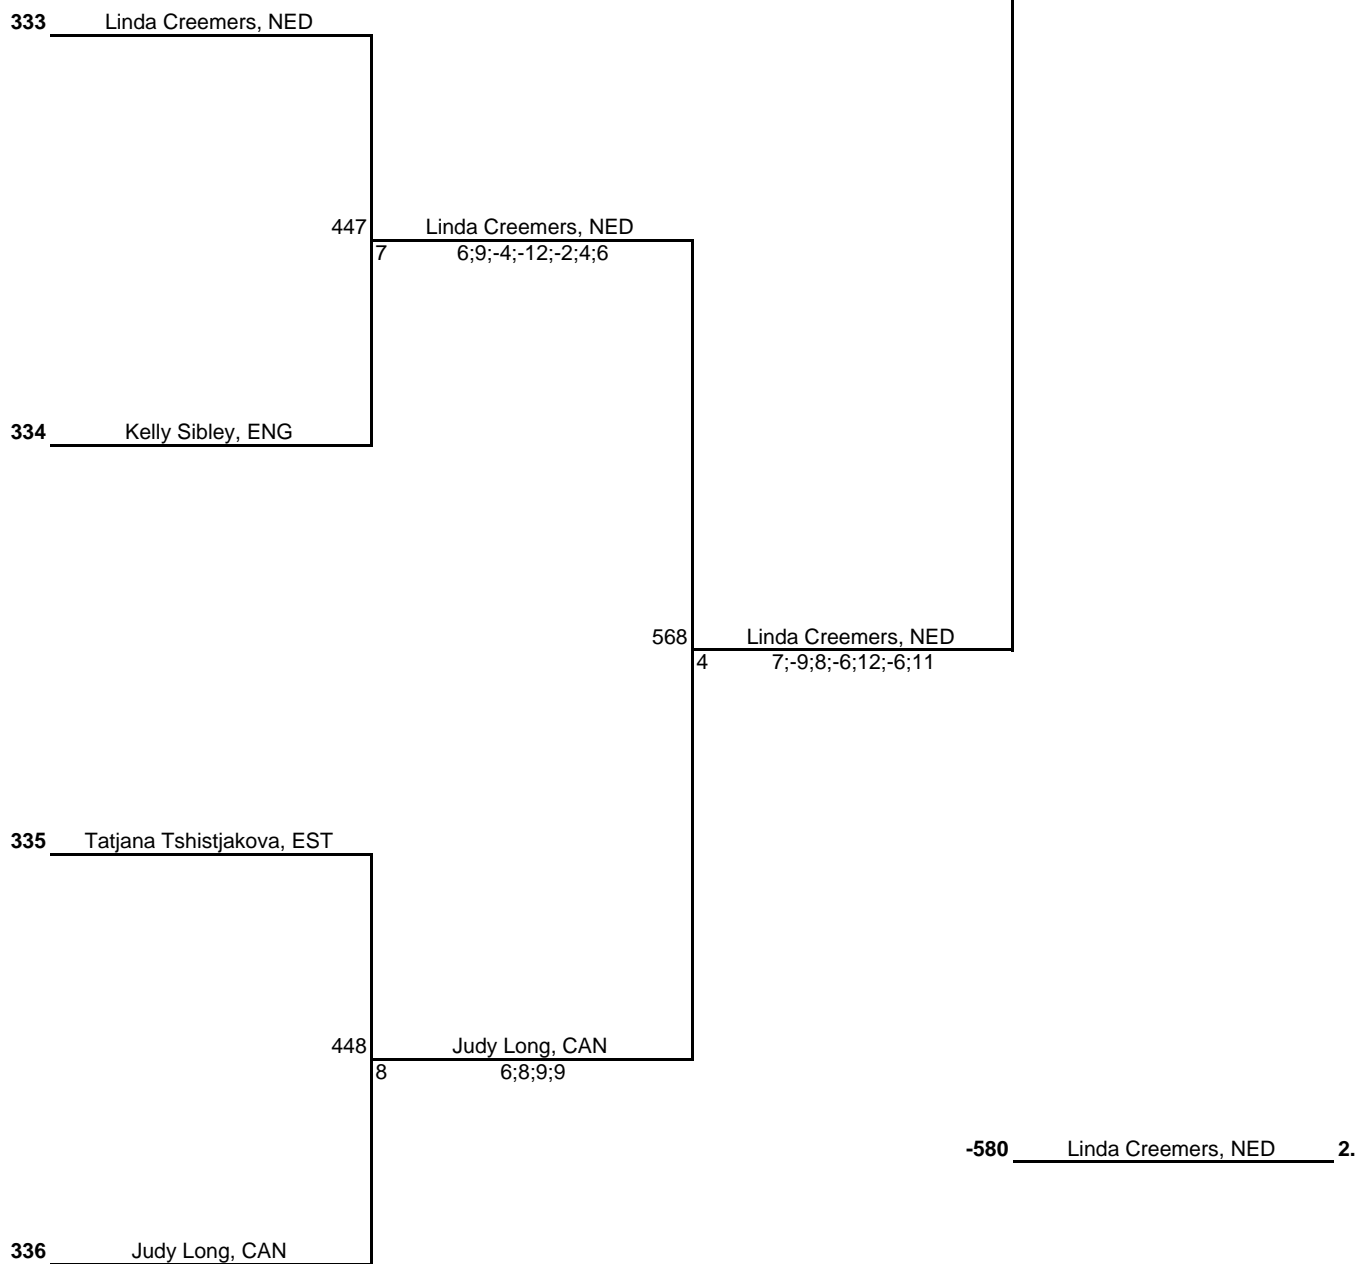 333 Linda Creemers, NED
447 Linda Creemers, NED
7 6;9;-4;-12;-2;4;6
334 Kelly Sibley, ENG
568 Linda Creemers, NED
4 7;-9;8;-6;12;-6;11
335 Tatjana Tshistjakova, EST
448 Judy Long, CAN
8 6;8;9;9
-580 Linda Creemers, NED 2.
336 Judy Long, CAN